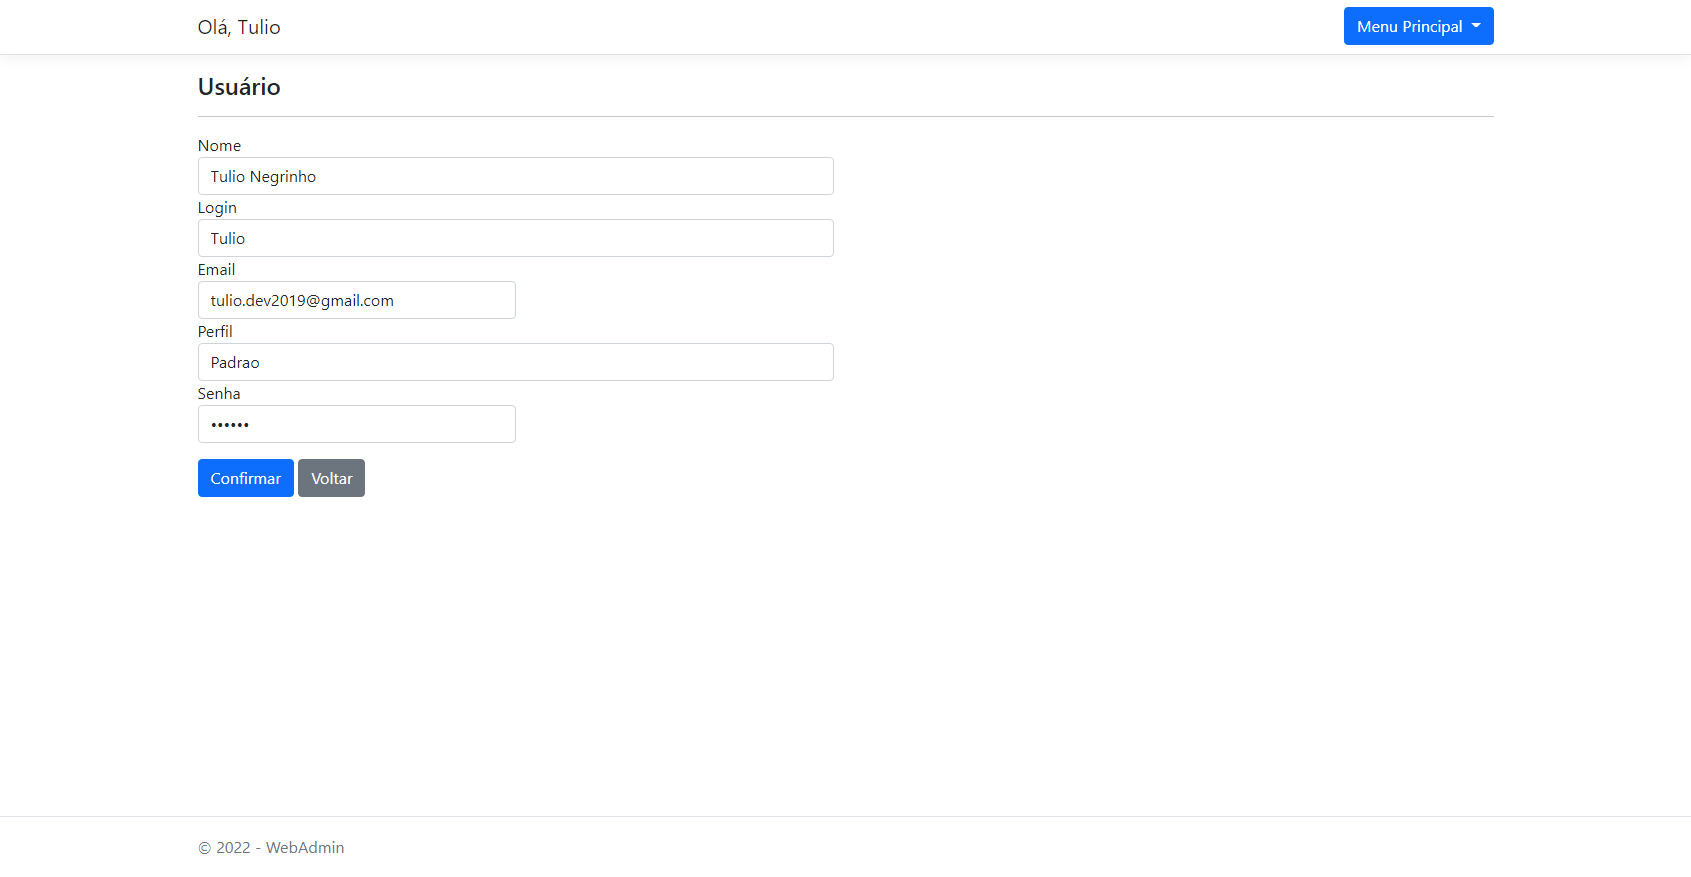 Olá, Tulio
Menu Principal
Usuário
Nome
Tulio Negrinho
Login
Tulio
Email
tulio.dev2019@gmail.com
Perfil
Padrao
Senha
••••••
Confirmar Voltar
© 2022 - WebAdmin